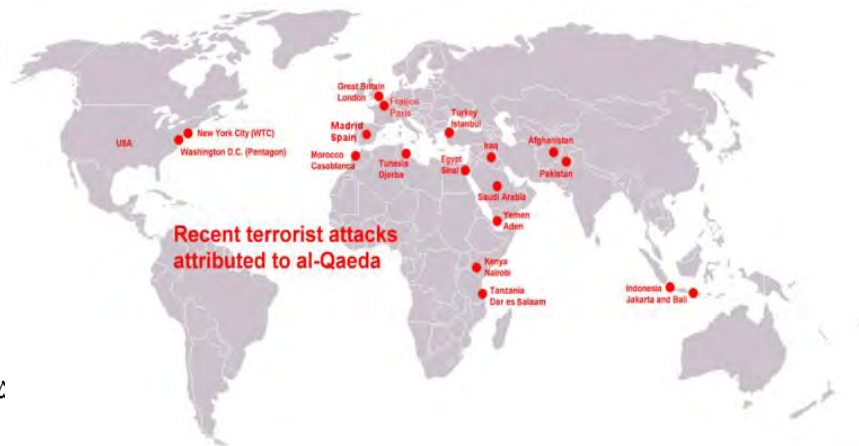 Great Britain
London
France
Paris
Turkey
Istanbul
New York City (WTC)
USA
Washington D.C. (Pentagon)
Madrid
Spain
Morocco
Casablanca
Tunesia
Djerba
Egypt
Sinai
Iraq
Afghanistan
Pakistan
Saudi Arabia
Yemen
Aden
Recent terrorist attacks
attributed to al-Qaeda
Kenya
Nairobi
Tanzania
Dar es Salaam
Indonesia
Jakarta and Bali